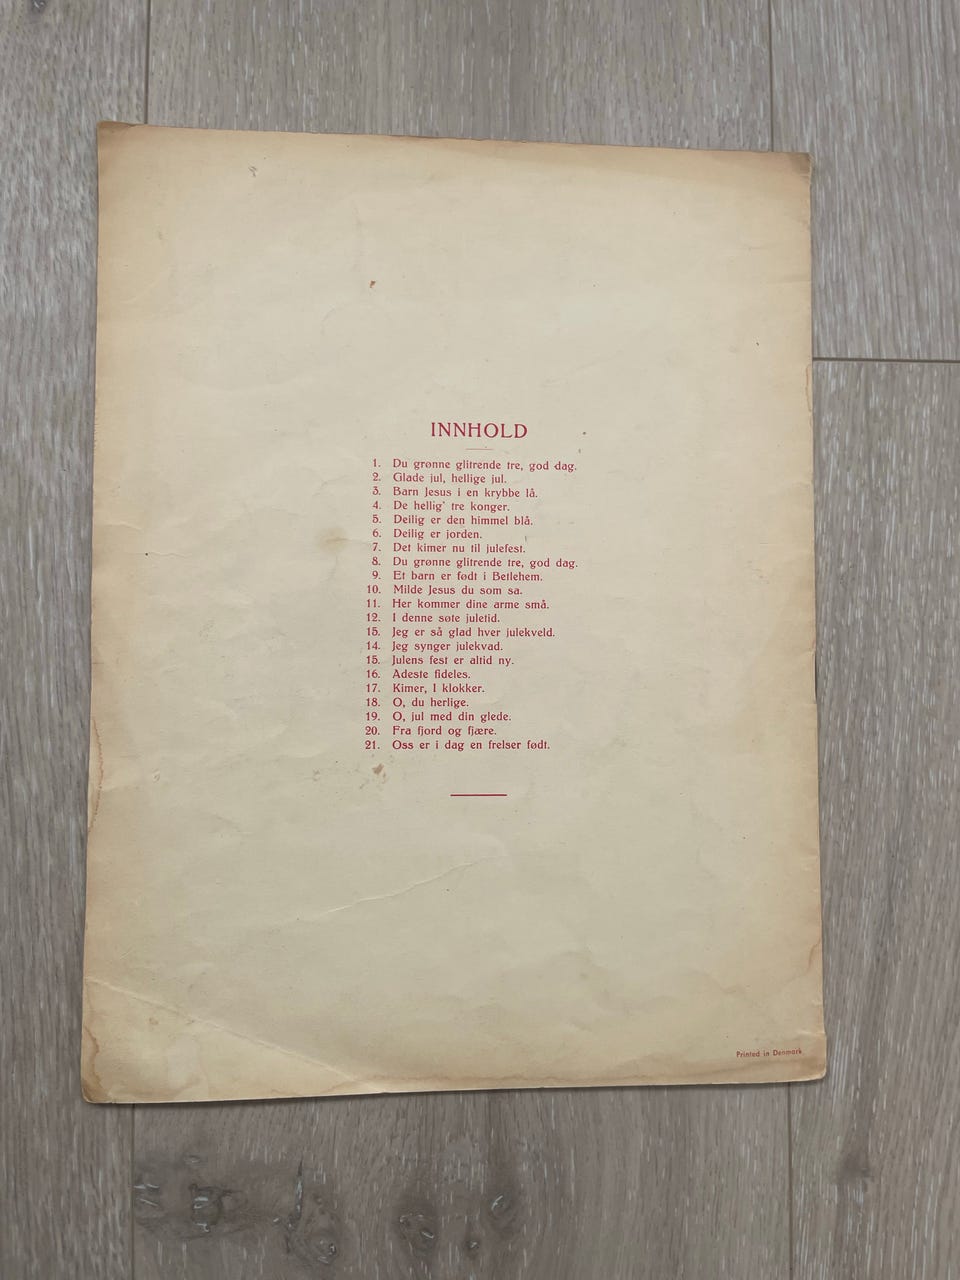 INNHOLD
1. Du grønne glitrende tre, god dag.
2. Glade jul, hellige jul.
3. Barn Jesus i en krybbe lå.
4. De hellig' tre konger.
5. Deilig er den himmel blå.
6. Deilig er jorden.
7. Det kimer nu til julefest.
8. Du grønne glitrende tre, god dag.
9. Et barn er født i Betlehem.
10. Milde Jesus du som sa.
11. Her kommer dine arme små.
12. I denne søte juletid.
13. Jeg er så glad hver julekveld.
14. Jeg synger julekvad.
15. Julens fest er altid ny.
16. Adeste fideles.
17. Kimer, I klokker.
18. O, du herlige.
19. O, jul med din glede.
20. Fra fjord og fjære.
21. Oss er i dag en frelser født.
Printed in Denmark